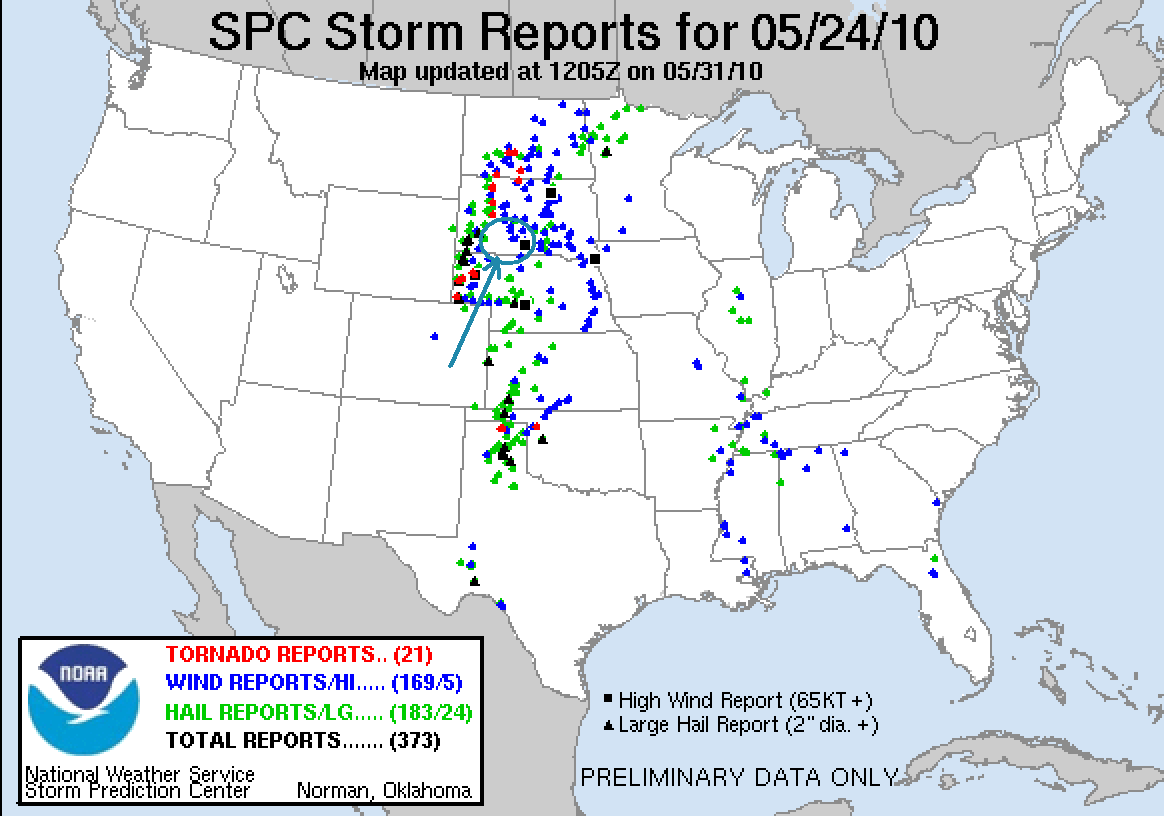 SPC Storm Reports for 05/24/10
Map updated at 1205Z on 05/31/10
NOAA
TORNADO REPORTS.. (21)
WIND REPORTS/HI..... (169/5)
HAIL REPORTS/LG..... (183/24)
TOTAL REPORTS....... (373)
National Weather Service
Storm Prediction Center Norman, Oklahoma
High Wind Report (65KT +)
Large Hail Report (2" dia. +)
PRELIMINARY DATA ONLY